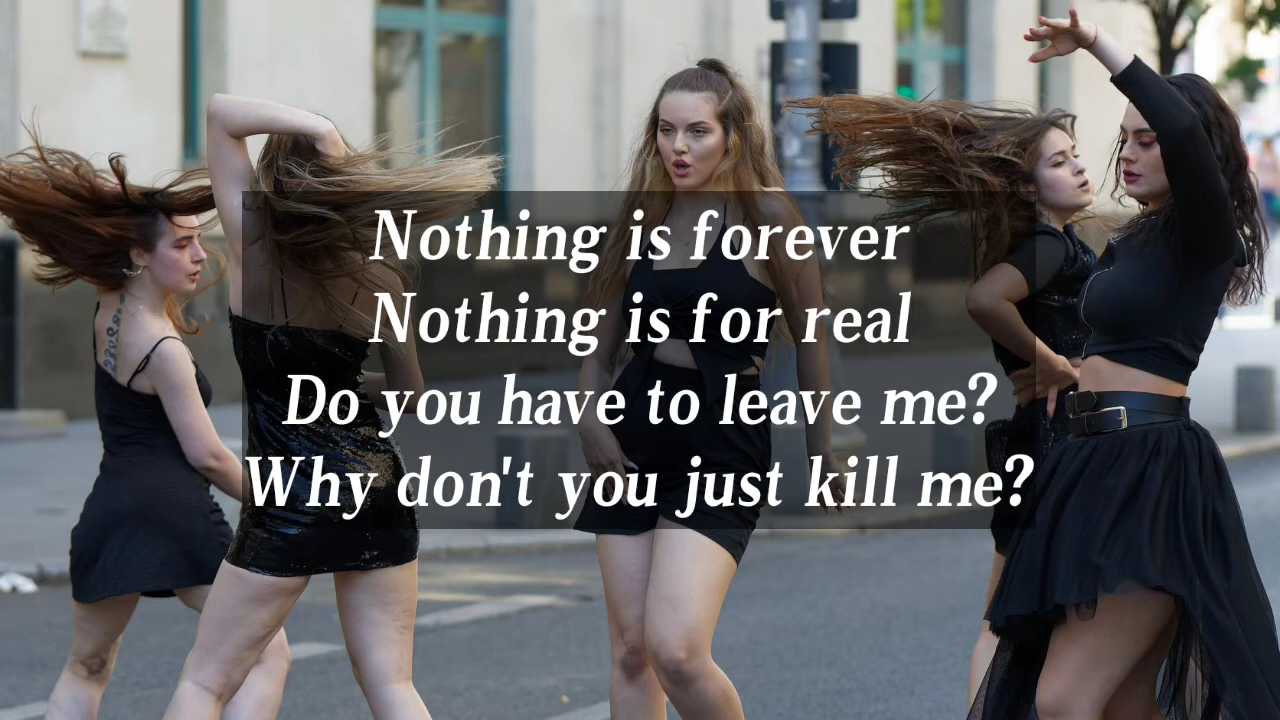 Nothing is forever
Nothing is for real
Do you have to leave me?
Why don't you just kill me?